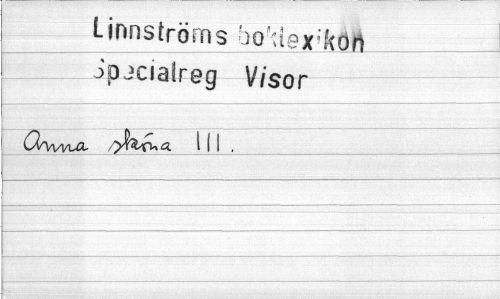 Linnströms boklexikon
Specialreg Visor
Anna sköna III.